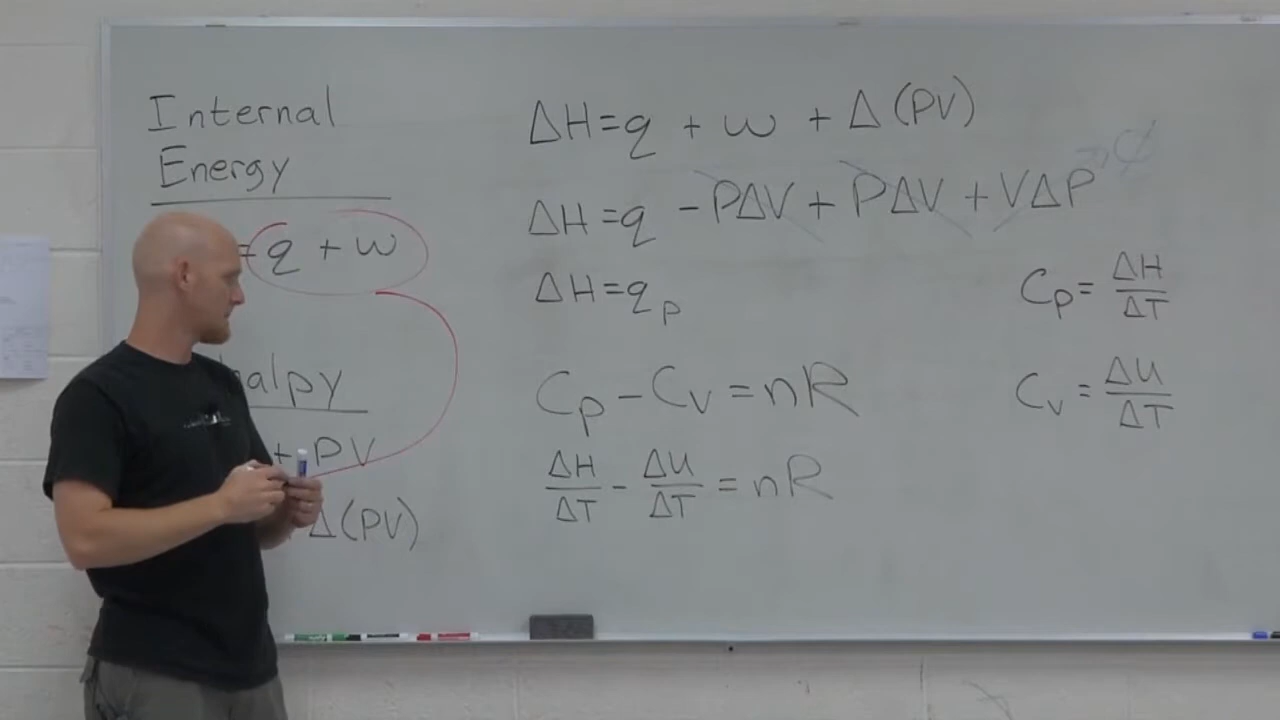 Internal
Energy
= q + w
halpy
+ PV
Δ(PV)
ΔH = q + w + Δ(PV)
ΔH = q - PΔV + PΔV + VΔP → Ø
ΔH = q_P
C_P - C_V = nR
ΔH/ΔT - ΔU/ΔT = nR
C_P = ΔH/ΔT
C_V = ΔU/ΔT